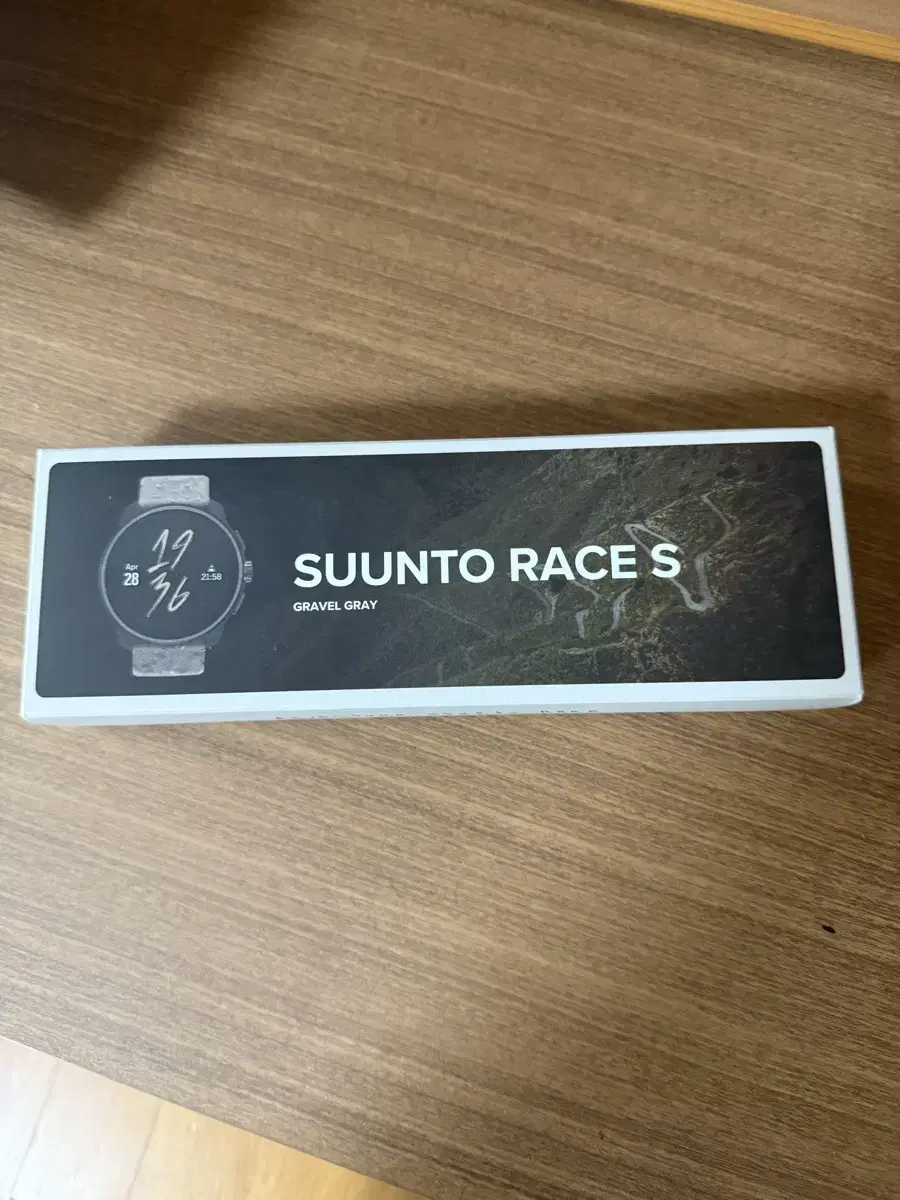 SUUNTO RACE S
GRAVEL GRAY
19
36
Apr
28
21:58